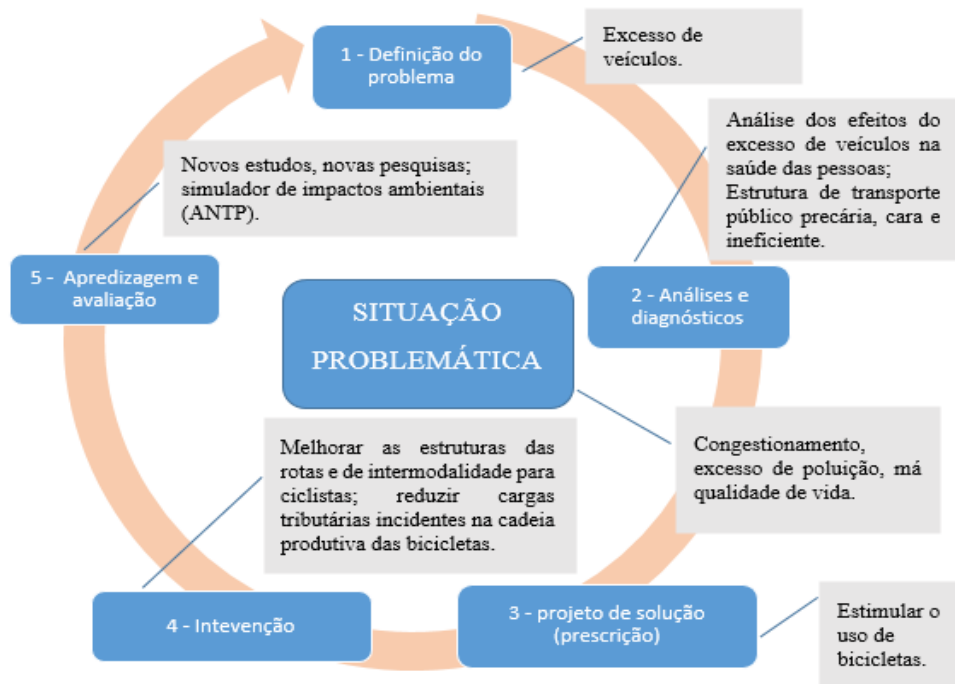 1 - Definição do
problema
Excesso de
veículos.
Análise dos efeitos do
excesso de veículos na
saúde das pessoas;
Estrutura de transporte
público precária, cara e
ineficiente.
2 - Análises e
diagnósticos
Novos estudos, novas pesquisas;
simulador de impactos ambientais
(ANTP).
5 - Apredizagem e
avaliação
SITUAÇÃO
PROBLEMÁTICA
Congestionamento,
excesso de poluição, má
qualidade de vida.
Melhorar as estruturas das
rotas e de intermodalidade para
ciclistas; reduzir cargas
tributárias incidentes na cadeia
produtiva das bicicletas.
4 - Intevenção
3 - projeto de solução
(prescrição)
Estimular o
uso de
bicicletas.